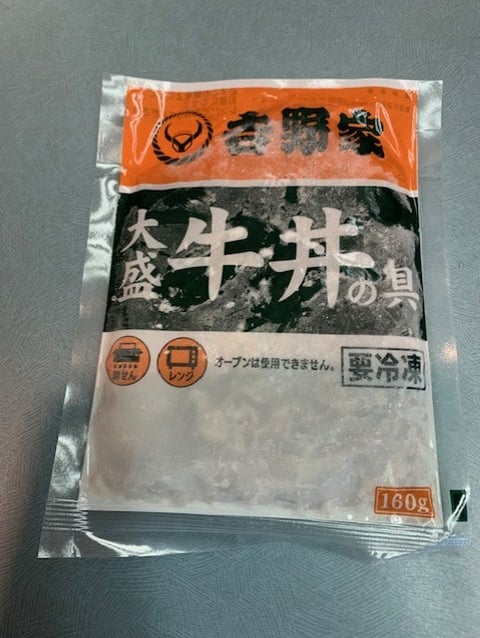 吉野家
大盛 牛丼の具
湯せん
レンジ
オーブンは使用できません。
要冷凍
160g